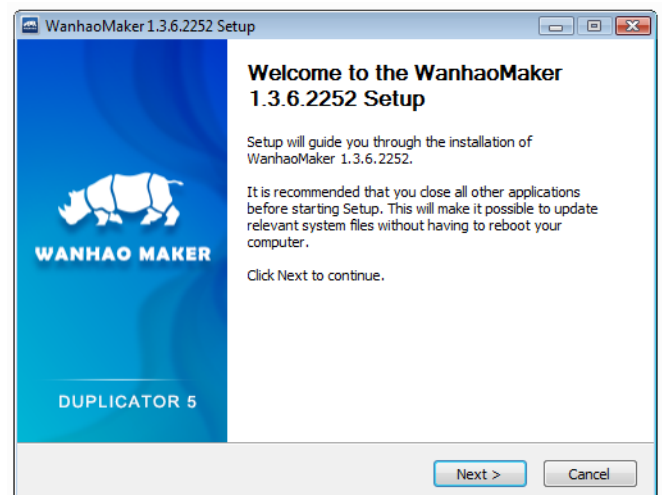 WanhaoMaker 1.3.6.2252 Setup
Welcome to the WanhaoMaker
1.3.6.2252 Setup
Setup will guide you through the installation of
WanhaoMaker 1.3.6.2252.
It is recommended that you close all other applications
before starting Setup. This will make it possible to update
relevant system files without having to reboot your
computer.
Click Next to continue.
WANHAO MAKER
DUPLICATOR 5
Next >
Cancel